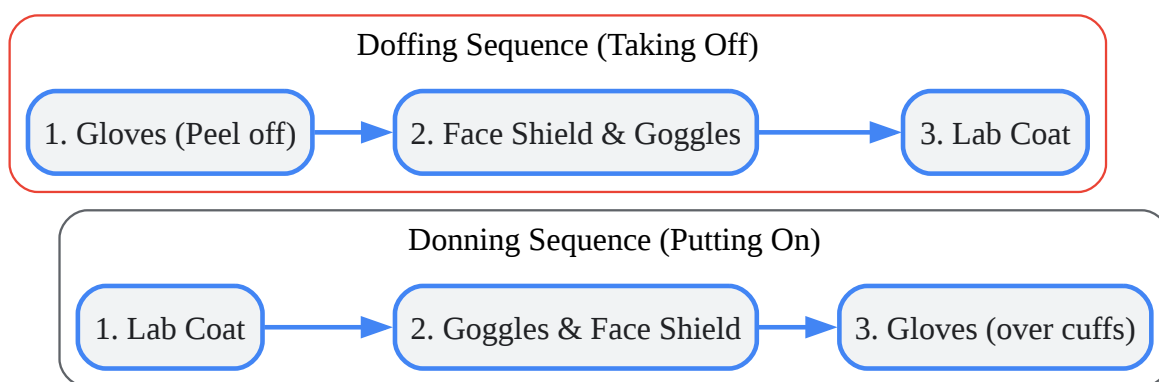 Doffing Sequence (Taking Off)
1. Gloves (Peel off)
2. Face Shield & Goggles
3. Lab Coat
Donning Sequence (Putting On)
1. Lab Coat
2. Goggles & Face Shield
3. Gloves (over cuffs)